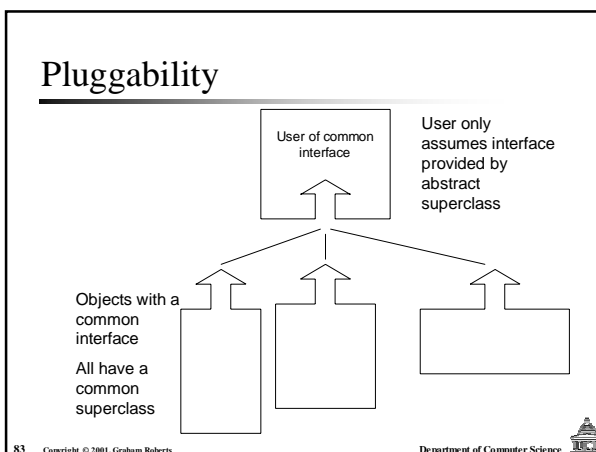 Pluggability
User of common
interface
User only
assumes interface
provided by
abstract
superclass
Objects with a
common
interface
All have a
common
superclass
83 Copyright © 2001, Graham Roberts
Department of Computer Science